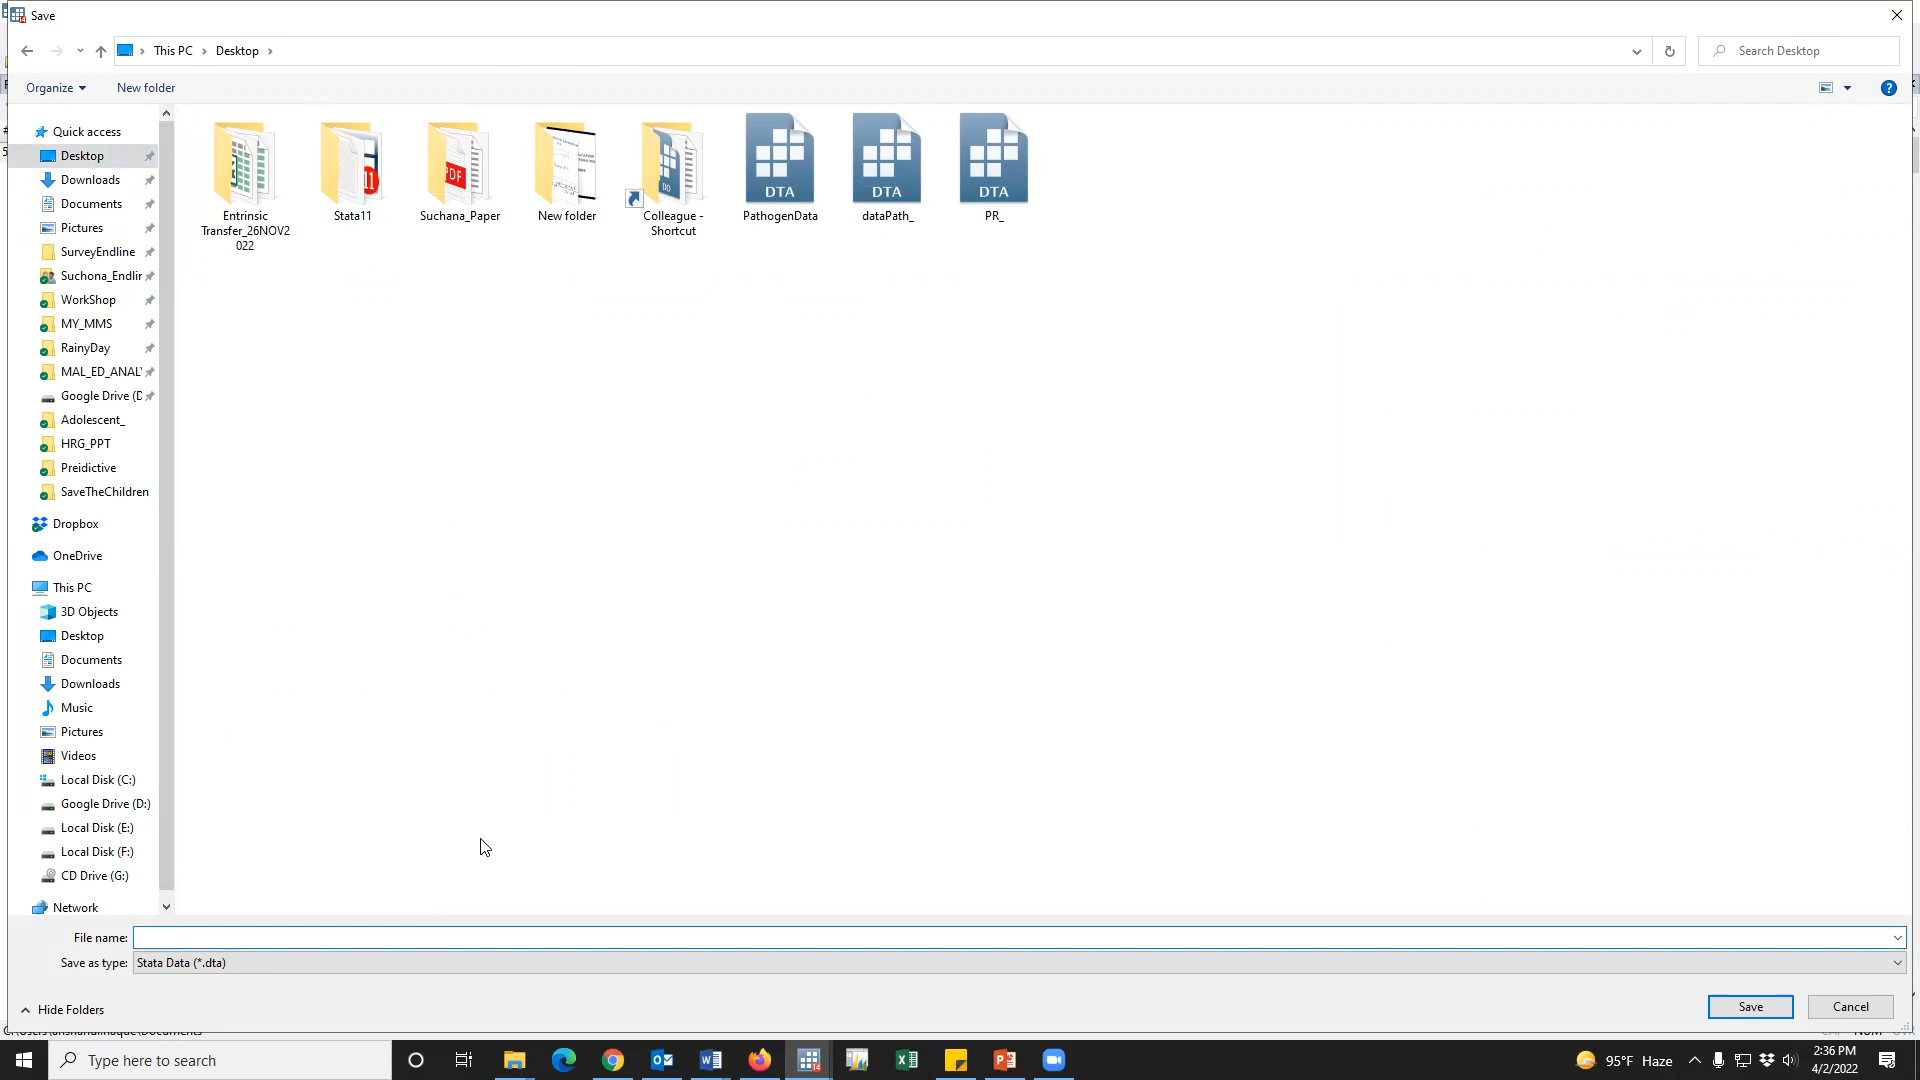 Save
This PC
Desktop
Search Desktop
Organize
New folder
Quick access
Desktop
Downloads
Documents
Pictures
SurveyEndline
Suchona_Endlir
WorkShop
MY_MMS
RainyDay
MAL_ED_ANAL
Google Drive (D
Adolescent_
HRG_PPT
Preidictive
SaveTheChildren
Dropbox
OneDrive
This PC
3D Objects
Desktop
Documents
Downloads
Music
Pictures
Videos
Local Disk (C:)
Google Drive (D:)
Local Disk (E:)
Local Disk (F:)
CD Drive (G:)
Network
Entrinsic
Transfer_26NOV2
022
11
Stata11
PDF
Suchana_Paper
New folder
DO
Colleague -
Shortcut
DTA
PathogenData
DTA
dataPath_
DTA
PR_
File name:
Save as type: Stata Data (*.dta)
Hide Folders
Save
Cancel
Type here to search
14
95°F Haze
2:36 PM
4/2/2022